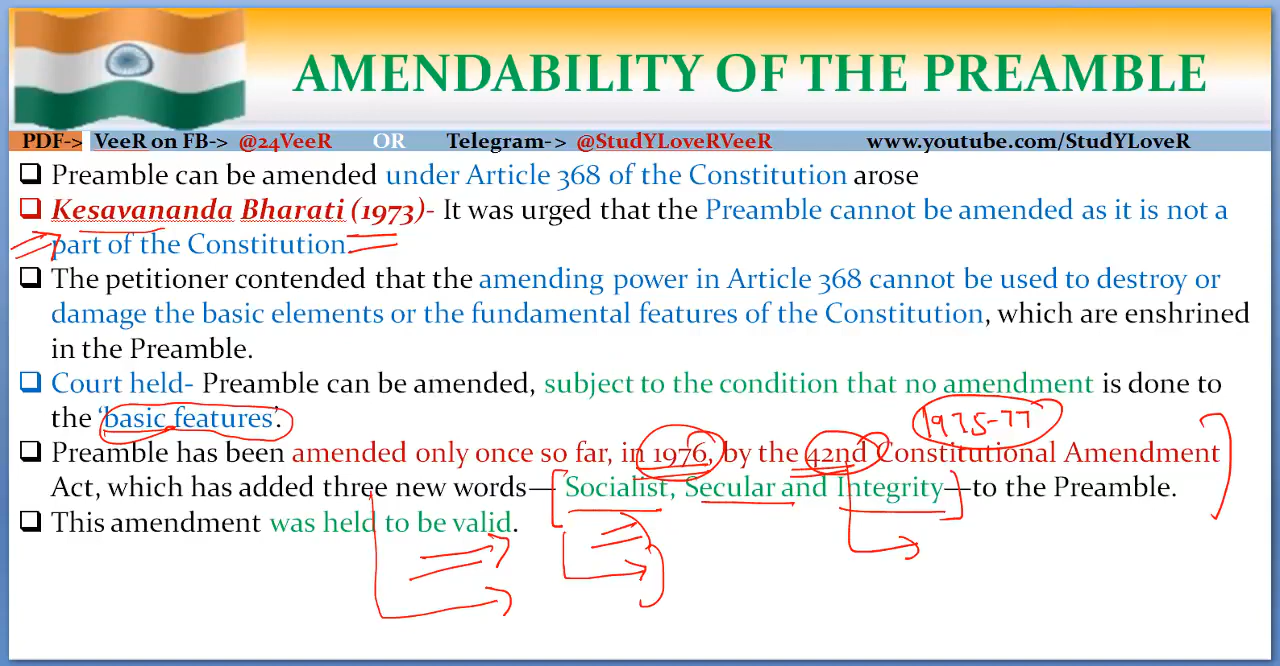 AMENDABILITY OF THE PREAMBLE
PDF-> VeeR on FB-> @24VeeR OR Telegram-> @StudYLoveRVeeR www.youtube.com/StudYLoveR
❑ Preamble can be amended under Article 368 of the Constitution arose
❑ Kesavananda Bharati (1973)- It was urged that the Preamble cannot be amended as it is not a
part of the Constitution.
❑ The petitioner contended that the amending power in Article 368 cannot be used to destroy or
damage the basic elements or the fundamental features of the Constitution, which are enshrined
in the Preamble.
❑ Court held- Preamble can be amended, subject to the condition that no amendment is done to
the ‘basic features’.
1975-77
❑ Preamble has been amended only once so far, in 1976, by the 42nd Constitutional Amendment
Act, which has added three new words—Socialist, Secular and Integrity—to the Preamble.
❑ This amendment was held to be valid.